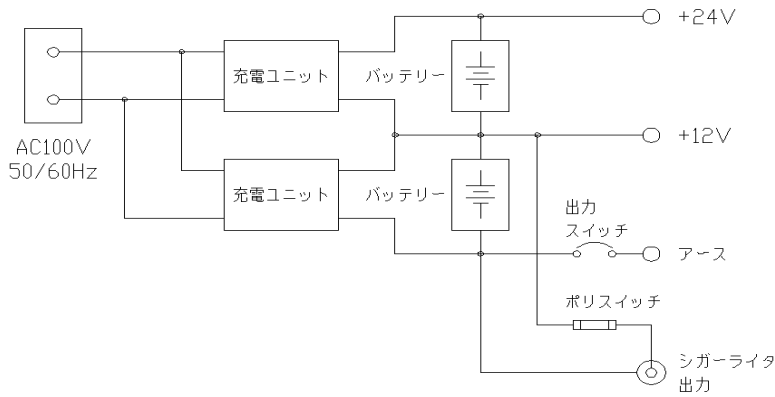 +24V
充電ユニット
バッテリー
AC100V
50/60Hz
+12V
充電ユニット
バッテリー
出力
スイッチ
アース
ポリスイッチ
シガーライタ
出力